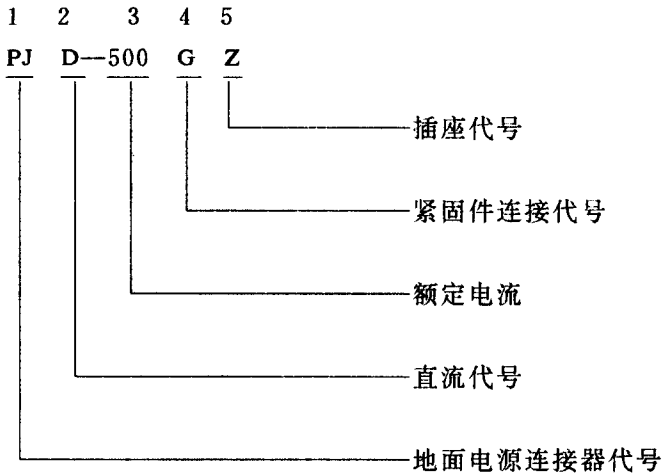 1 2 3 4 5
PJ D—500 G Z
插座代号
紧固件连接代号
额定电流
直流代号
地面电源连接器代号